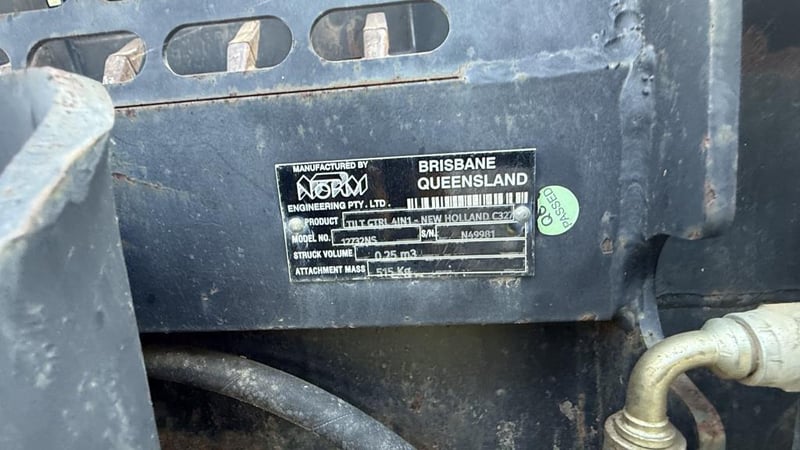 MANUFACTURED BY
NORM
ENGINEERING PTY. LTD.
BRISBANE
QUEENSLAND
PRODUCT TILT CTRL 4IN1 - NEW HOLLAND C327
MODEL NO. 12732NS S/N. N49981
STRUCK VOLUME 0.25 m3
ATTACHMENT MASS 515 Kg
PASSED